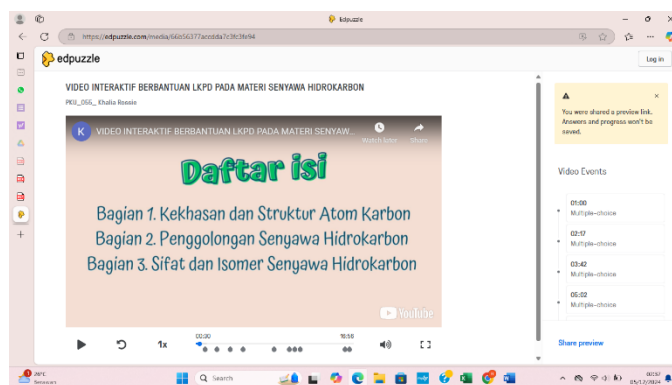 Edpuzzle
https://edpuzzle.com/media/66b56377accdda7c3fc3fe94
edpuzzle
Log in
VIDEO INTERAKTIF BERBANTUAN LKPD PADA MATERI SENYAWA HIDROKARBON
PKU_055_ Khalia Rossie
K
VIDEO INTERAKTIF BERBANTUAN LKPD PADA MATERI SENYAW...
Watch later
Share
Daftar isi
Bagian 1. Kekhasan dan Struktur Atom Karbon
Bagian 2. Penggolongan Senyawa Hidrokarbon
Bagian 3. Sifat dan Isomer Senyawa Hidrokarbon
YouTube
1x
00:00
You were shared a preview link.
Answers and progress won't be
saved.
Video Events
01:00
Multiple-choice
02:17
Multiple-choice
03:42
Multiple-choice
05:02
Multiple-choice
Share preview
Search